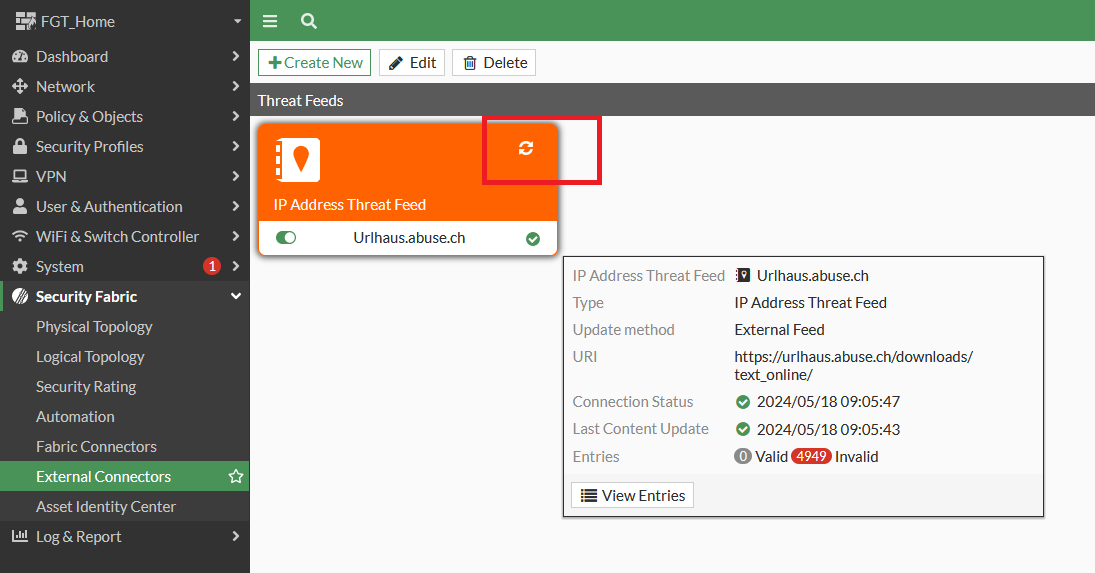 FGT_Home
Dashboard
Network
Policy & Objects
Security Profiles
VPN
User & Authentication
WiFi & Switch Controller
System 1
Security Fabric
Physical Topology
Logical Topology
Security Rating
Automation
Fabric Connectors
External Connectors
Asset Identity Center
Log & Report
Create New Edit Delete
Threat Feeds
IP Address Threat Feed
Urlhaus.abuse.ch
IP Address Threat Feed Urlhaus.abuse.ch
Type IP Address Threat Feed
Update method External Feed
URI https://urlhaus.abuse.ch/downloads/
text_online/
Connection Status 2024/05/18 09:05:47
Last Content Update 2024/05/18 09:05:43
Entries 0 Valid 4949 Invalid
View Entries